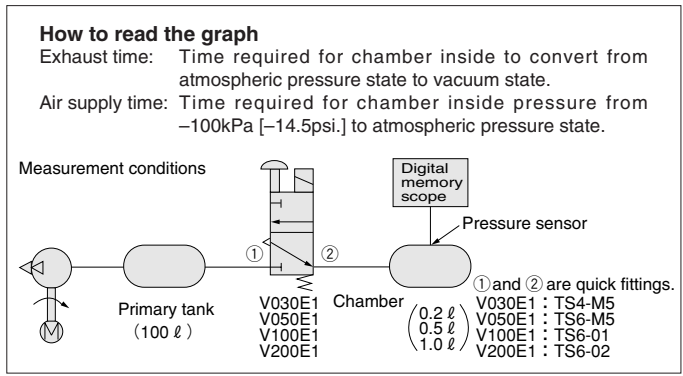 How to read the graph
Exhaust time: Time required for chamber inside to convert from
atmospheric pressure state to vacuum state.
Air supply time: Time required for chamber inside pressure from
–100kPa [–14.5psi.] to atmospheric pressure state.
Measurement conditions
Digital
memory
scope
Pressure sensor
① ②
Primary tank
(100 ℓ)
V030E1
V050E1
V100E1
V200E1
Chamber
0.2 ℓ
0.5 ℓ
1.0 ℓ
① and ② are quick fittings.
V030E1 : TS4-M5
V050E1 : TS6-M5
V100E1 : TS6-01
V200E1 : TS6-02